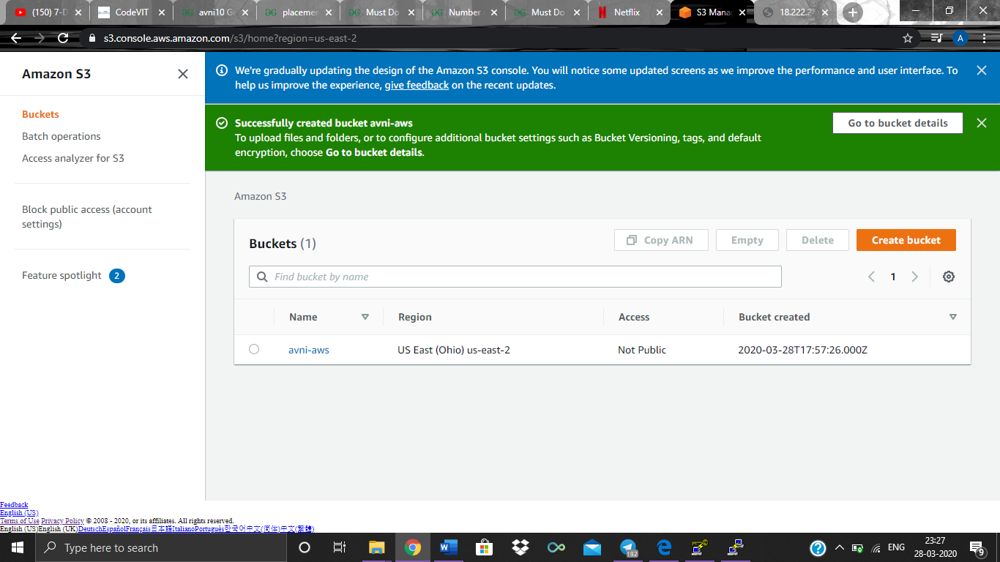 (150) 7-D
CodeVIT
avni10 G
placemen
Must Do
Number
Must Do
Netflix
S3 Mana
18.222.2
s3.console.aws.amazon.com/s3/home?region=us-east-2
A
Amazon S3
We're gradually updating the design of the Amazon S3 console. You will notice some updated screens as we improve the performance and user interface. To
help us improve the experience, give feedback on the recent updates.
Buckets
Batch operations
Access analyzer for S3
Block public access (account
settings)
Feature spotlight 2
Successfully created bucket avni-aws
To upload files and folders, or to configure additional bucket settings such as Bucket Versioning, tags, and default
encryption, choose Go to bucket details.
Go to bucket details
Amazon S3
Buckets (1)
Copy ARN
Empty
Delete
Create bucket
Find bucket by name
1
Name Region Access Bucket created
avni-aws US East (Ohio) us-east-2 Not Public 2020-03-28T17:57:26.000Z
Feedback
English (US)
Terms of Use Privacy Policy © 2008 - 2020, or its affiliates. All rights reserved.
English (US)English (UK)DeutschEspañolFrançais日本語ItalianoPortuguês한국어中文(简体)中文(繁體)
Type here to search
192
ENG
23:27
28-03-2020
9